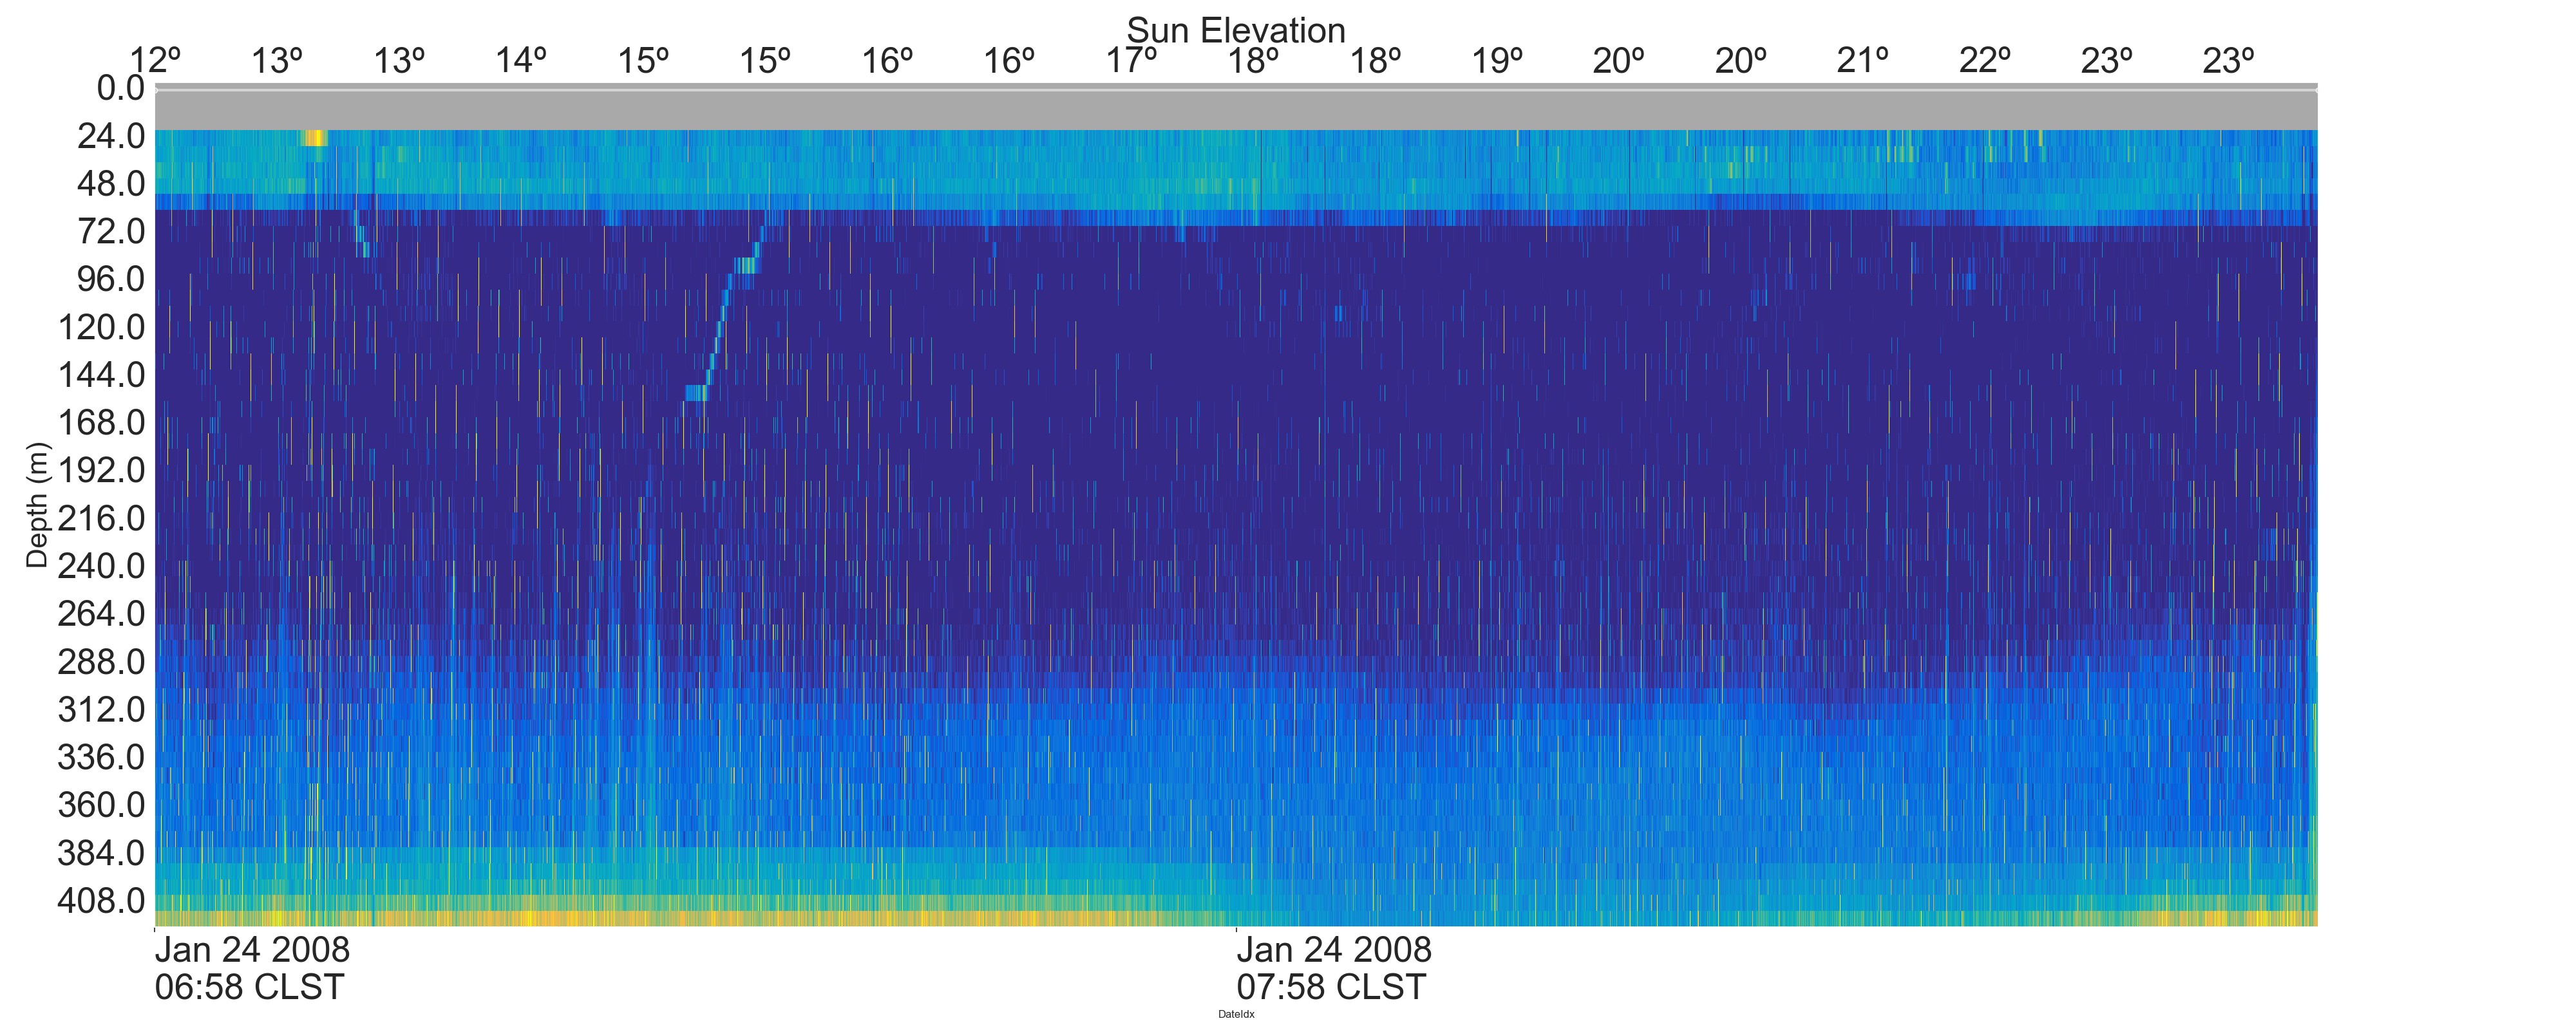 Sun Elevation
12º 13º 13º 14º 15º 15º 16º 16º 17º 18º 18º 19º 20º 20º 21º 22º 23º 23º
0.0
24.0
48.0
72.0
96.0
120.0
144.0
168.0
192.0
216.0
240.0
264.0
288.0
312.0
336.0
360.0
384.0
408.0
Depth (m)
Jan 24 2008
06:58 CLST
Jan 24 2008
07:58 CLST
DateIdx